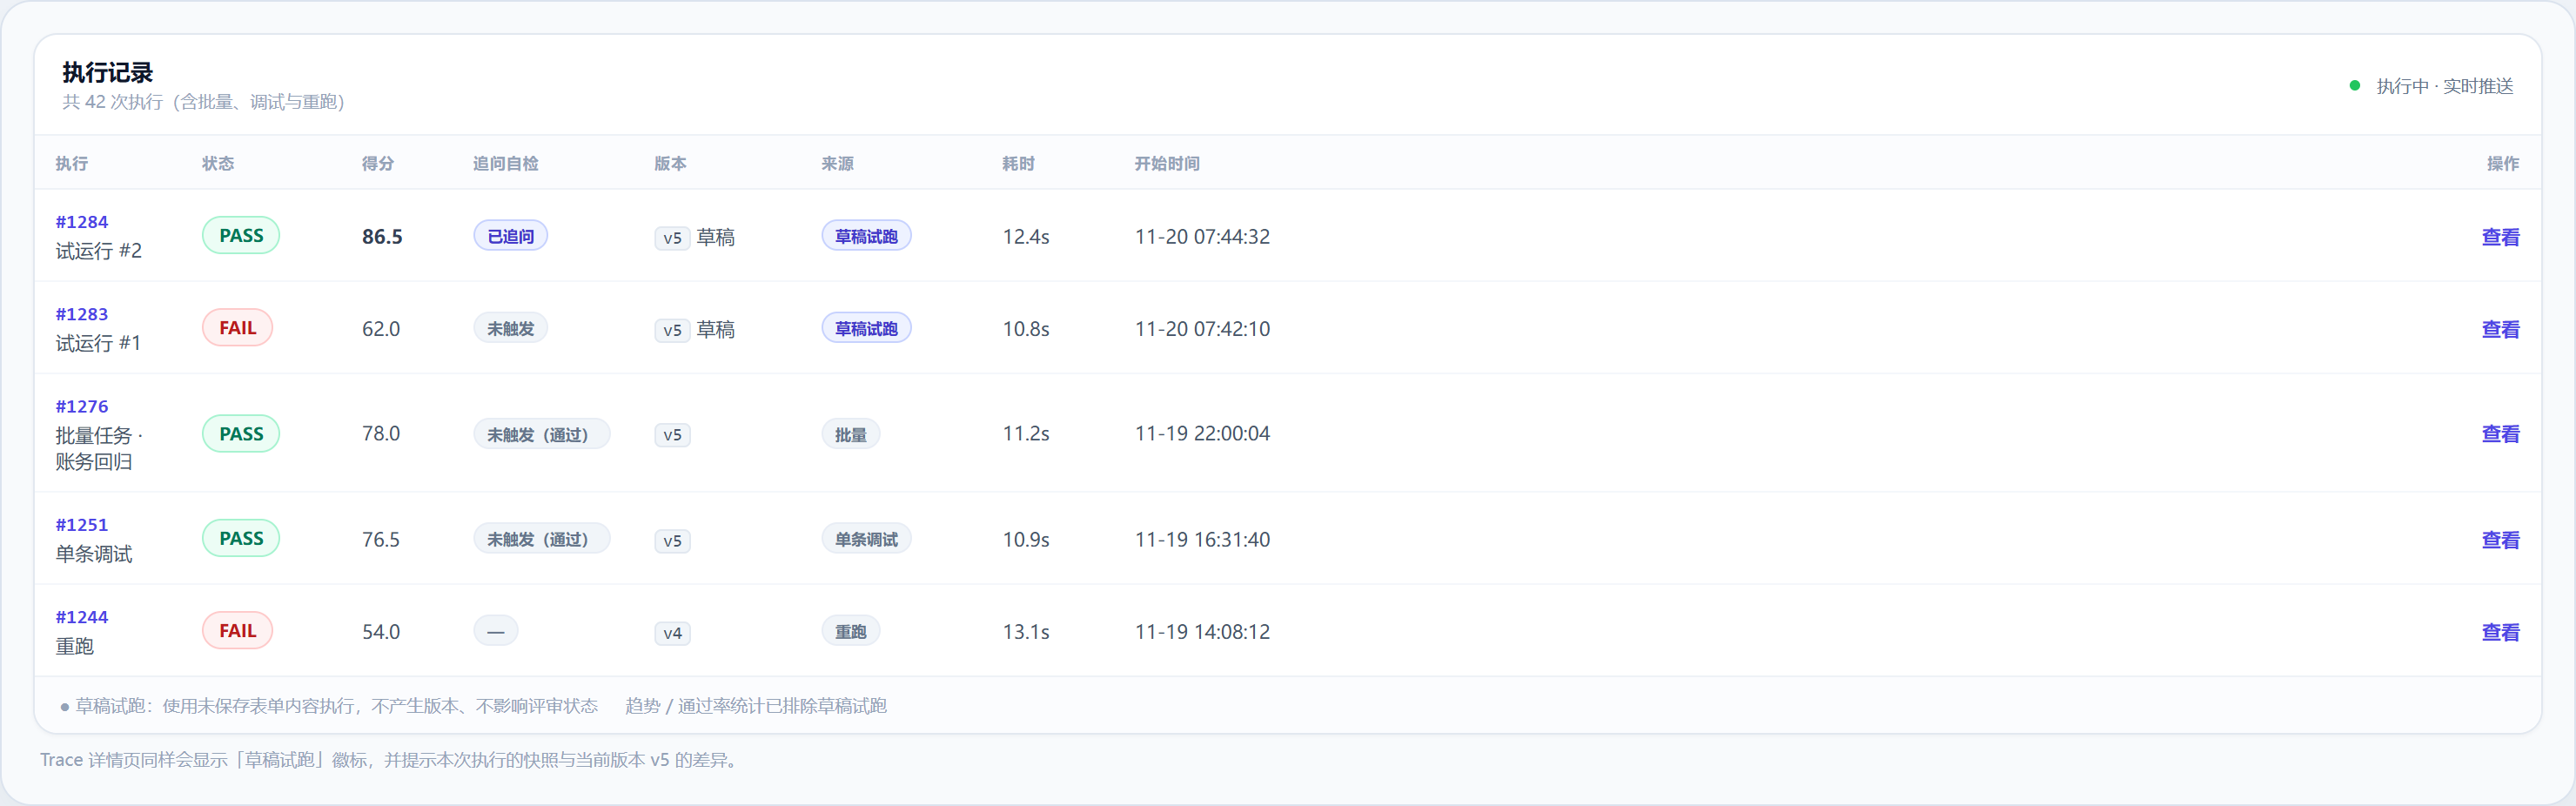 执行记录
共 42 次执行（含批量、调试与重跑）
执行中 · 实时推送
执行 状态 得分 追问自检 版本 来源 耗时 开始时间 操作
#1284
试运行 #2
PASS 86.5 已追问 v5 草稿 草稿试跑 12.4s 11-20 07:44:32 查看
#1283
试运行 #1
FAIL 62.0 未触发 v5 草稿 草稿试跑 10.8s 11-20 07:42:10 查看
#1276
批量任务 ·
账务回归
PASS 78.0 未触发（通过） v5 批量 11.2s 11-19 22:00:04 查看
#1251
单条调试
PASS 76.5 未触发（通过） v5 单条调试 10.9s 11-19 16:31:40 查看
#1244
重跑
FAIL 54.0 — v4 重跑 13.1s 11-19 14:08:12 查看
● 草稿试跑：使用未保存表单内容执行，不产生版本、不影响评审状态 趋势 / 通过率统计已排除草稿试跑
Trace 详情页同样会显示「草稿试跑」徽标，并提示本次执行的快照与当前版本 v5 的差异。